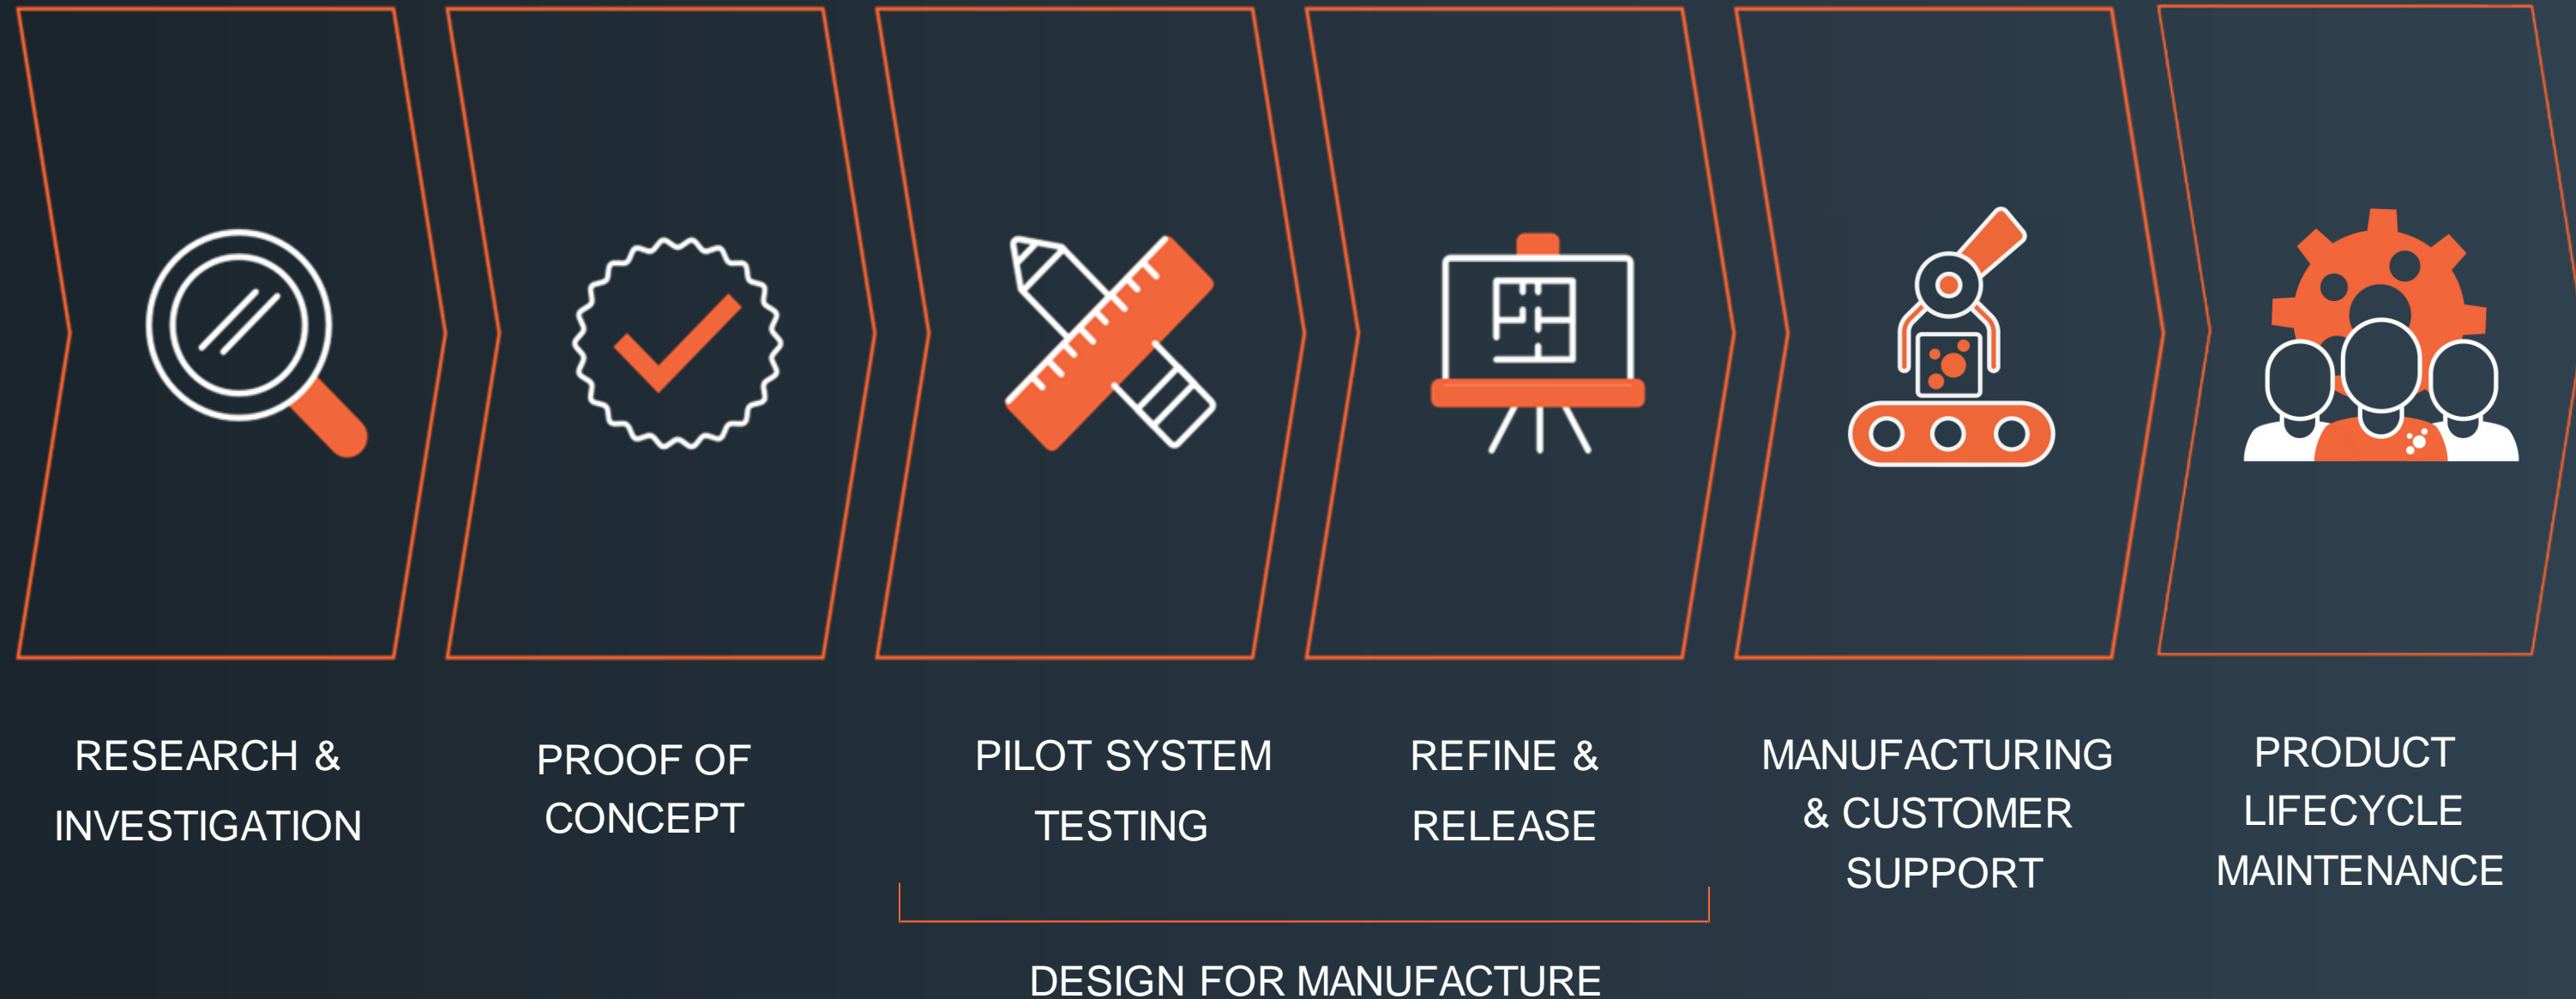 RESEARCH &
INVESTIGATION
PROOF OF
CONCEPT
PILOT SYSTEM
TESTING
REFINE &
RELEASE
MANUFACTURING
& CUSTOMER
SUPPORT
PRODUCT
LIFECYCLE
MAINTENANCE
DESIGN FOR MANUFACTURE